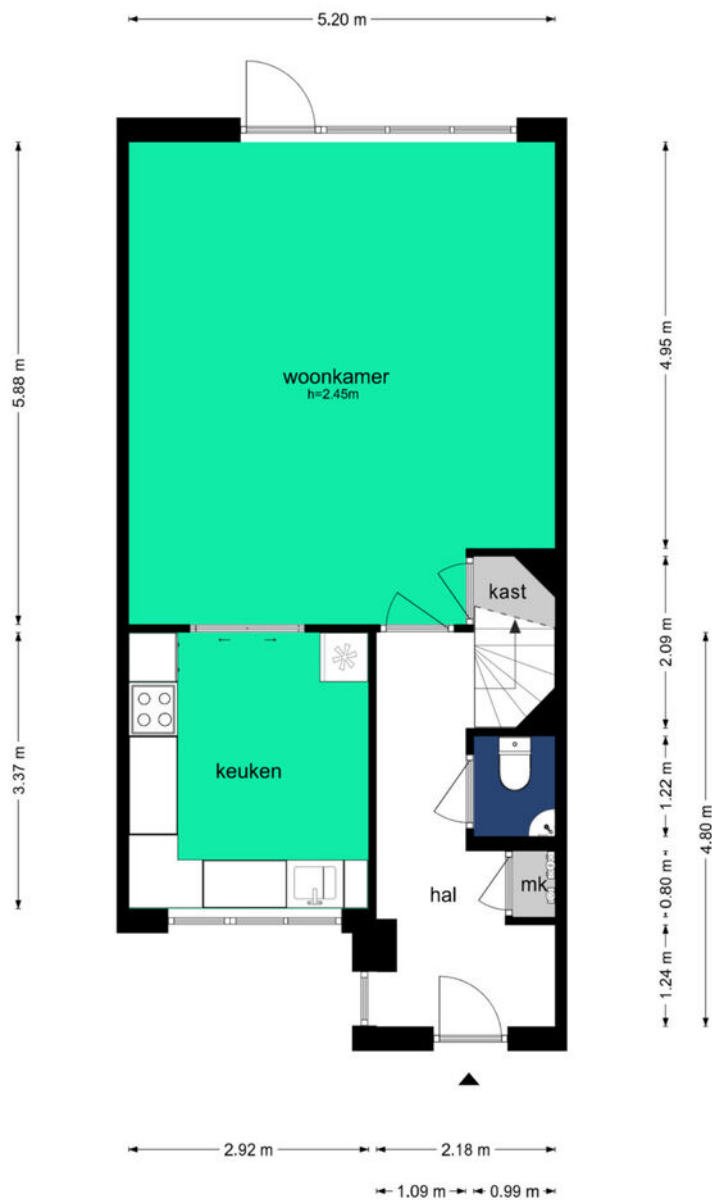 5.20 m
5.88 m
4.95 m
woonkamer
h=2.45m
kast
2.09 m
3.37 m
keuken
1.22 m
4.80 m
hal
mk
0.80 m
1.24 m
2.92 m
2.18 m
1.09 m
0.99 m